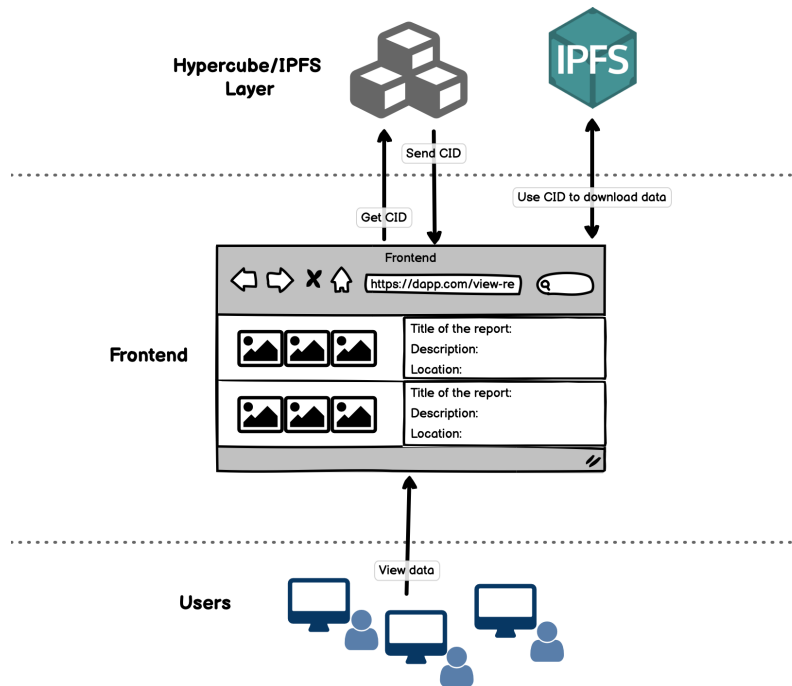 Hypercube/IPFS
Layer
IPFS
Send CID
Use CID to download data
Get CID
Frontend
https://dapp.com/view-re
Title of the report:
Description:
Location:
Frontend
Title of the report:
Description:
Location:
View data
Users